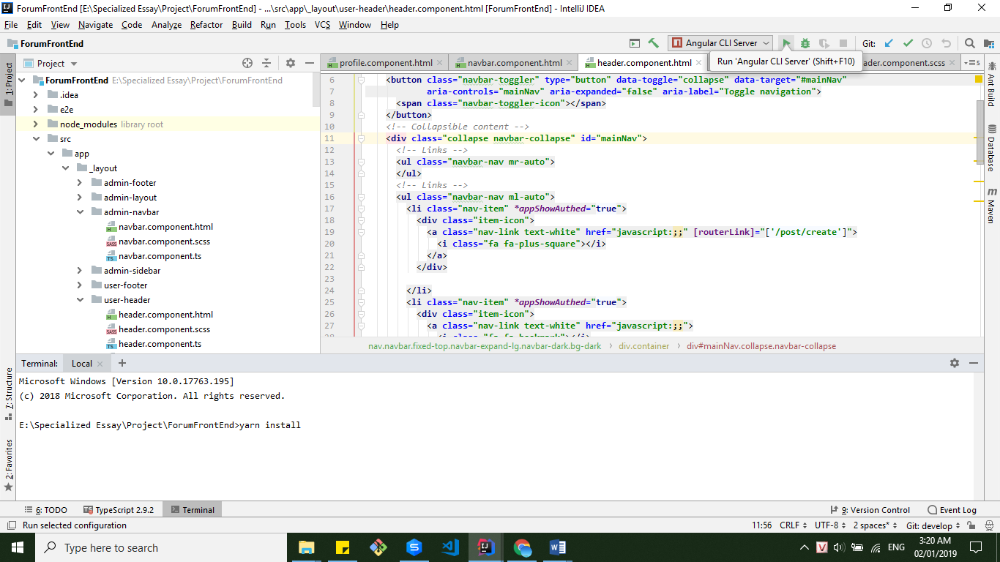 ForumFrontEnd [E:\Specialized Essay\Project\ForumFrontEnd] - ...\src\app\_layout\user-header\header.component.html [ForumFrontEnd] - IntelliJ IDEA
File Edit View Navigate Code Analyze Refactor Build Run Tools VCS Window Help
ForumFrontEnd
Angular CLI Server
Git:
Run 'Angular CLI Server' (Shift+F10)
1: Project
Project
profile.component.html
navbar.component.html
header.component.html
ader.component.scss
5
ForumFrontEnd E:\Specialized Essay\Project\ForumFrontEnd
.idea
e2e
node_modules library root
src
app
_layout
admin-footer
admin-layout
admin-navbar
navbar.component.html
navbar.component.scss
navbar.component.ts
admin-sidebar
user-footer
user-header
header.component.html
header.component.scss
header.component.ts
6 <button class="navbar-toggler" type="button" data-toggle="collapse" data-target="#mainNav"
7 aria-controls="mainNav" aria-expanded="false" aria-label="Toggle navigation">
8 <span class="navbar-toggler-icon"></span>
9 </button>
10 <!-- Collapsible content -->
11 <div class="collapse navbar-collapse" id="mainNav">
12 <!-- Links -->
13 <ul class="navbar-nav mr-auto">
14 </ul>
15 <!-- Links -->
16 <ul class="navbar-nav ml-auto">
17 <li class="nav-item" *appShowAuthed="true">
18 <div class="item-icon">
19 <a class="nav-link text-white" href="javascript:;;" [routerLink]="['/post/create']">
20 <i class="fa fa-plus-square"></i>
21 </a>
22 </div>
23
24 </li>
25 <li class="nav-item" *appShowAuthed="true">
26 <div class="item-icon">
27 <a class="nav-link text-white" href="javascript:;;">
28 <i class="fa fa-bookmark"></i>
nav.navbar.fixed-top.navbar-expand-lg.navbar-dark.bg-dark div.container div#mainNav.collapse.navbar-collapse
Ant Build
Database
Maven
Terminal: Local
Microsoft Windows [Version 10.0.17763.195]
(c) 2018 Microsoft Corporation. All rights reserved.
E:\Specialized Essay\Project\ForumFrontEnd>yarn install
7: Structure
2: Favorites
6: TODO TypeScript 2.9.2 Terminal 9: Version Control Event Log
Run selected configuration 11:56 CRLF UTF-8 2 spaces* Git: develop
Type here to search
ENG
3:20 AM
02/01/2019